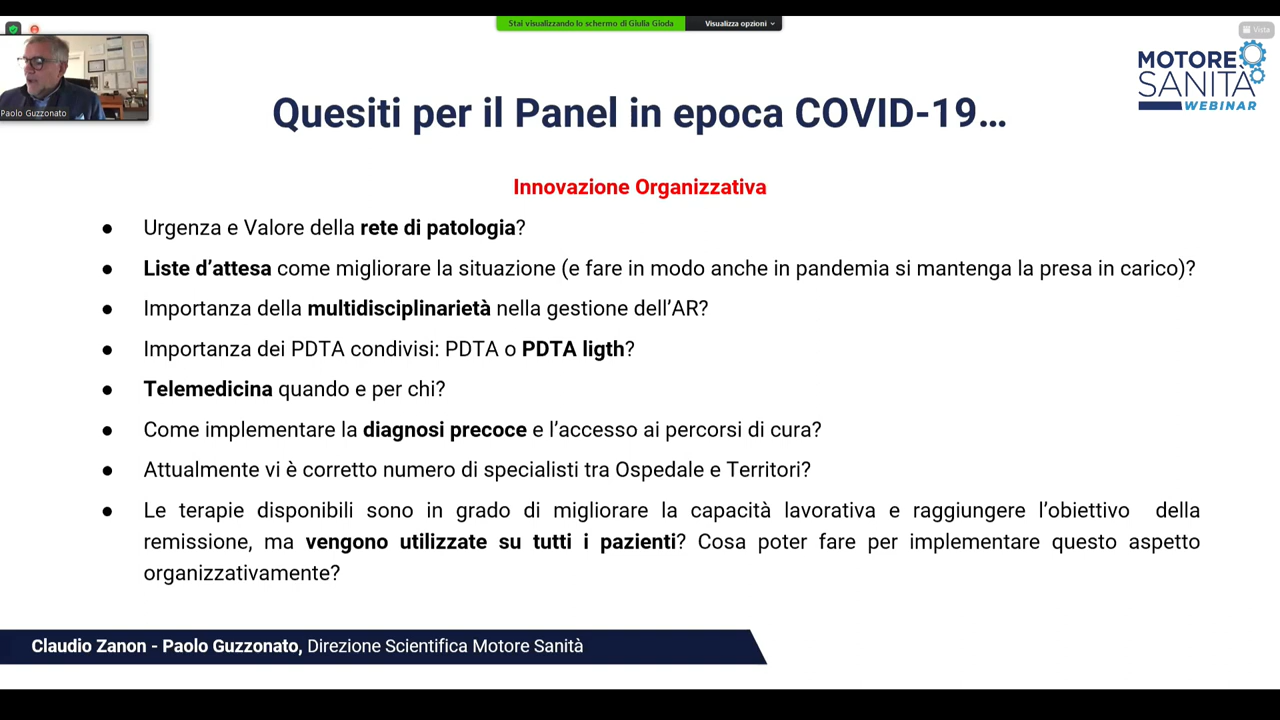 Stai visualizzando lo schermo di Giulia Gioda
Visualizza opzioni
Vista
Paolo Guzzonato
MOTORE
SANITÀ
WEBINAR
Quesiti per il Panel in epoca COVID-19...
Innovazione Organizzativa
● Urgenza e Valore della rete di patologia?
● Liste d'attesa come migliorare la situazione (e fare in modo anche in pandemia si mantenga la presa in carico)?
● Importanza della multidisciplinarietà nella gestione dell'AR?
● Importanza dei PDTA condivisi: PDTA o PDTA ligth?
● Telemedicina quando e per chi?
● Come implementare la diagnosi precoce e l'accesso ai percorsi di cura?
● Attualmente vi è corretto numero di specialisti tra Ospedale e Territori?
● Le terapie disponibili sono in grado di migliorare la capacità lavorativa e raggiungere l'obiettivo della
remissione, ma vengono utilizzate su tutti i pazienti? Cosa poter fare per implementare questo aspetto
organizzativamente?
Claudio Zanon - Paolo Guzzonato, Direzione Scientifica Motore Sanità